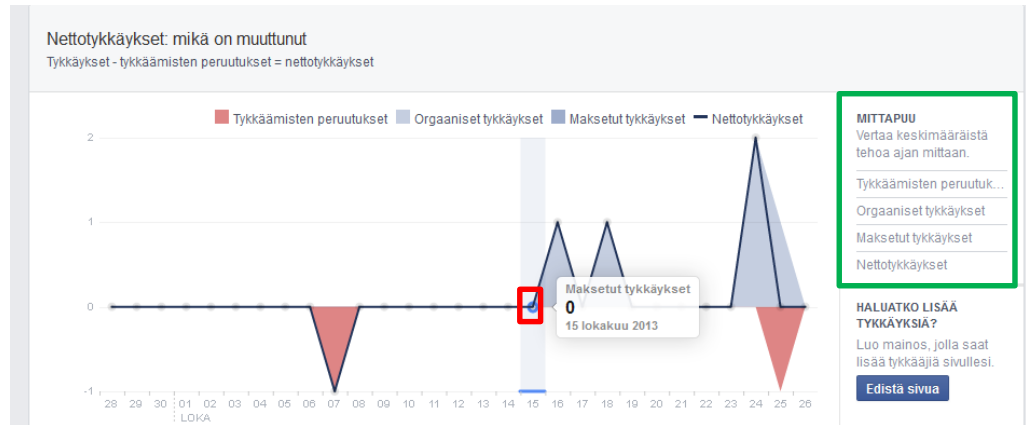 Nettotykkäykset: mikä on muuttunut
Tykkäykset - tykkäämisten peruutukset = nettotykkäykset
Tykkäämisten peruutukset Orgaaniset tykkäykset Maksetut tykkäykset Nettotykkäykset
2
1
0
-1
28 29 30 01 02 03 04 05 06 07 08 09 10 11 12 13 14 15 16 17 18 19 20 21 22 23 24 25 26
LOKA
Maksetut tykkäykset
0
15 lokakuu 2013
MITTAPUU
Vertaa keskimääräistä
tehoa ajan mittaan.
Tykkäämisten peruutuk...
Orgaaniset tykkäykset
Maksetut tykkäykset
Nettotykkäykset
HALUATKO LISÄÄ
TYKKÄYKSIÄ?
Luo mainos, jolla saat
lisää tykkääjiä sivullesi.
Edistä sivua